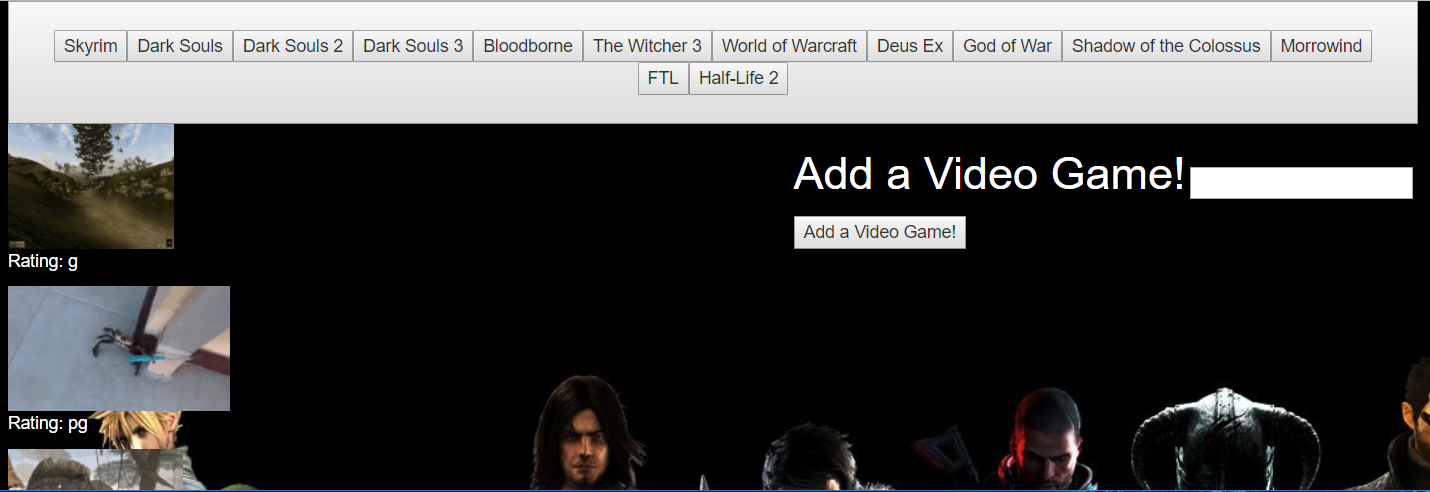 Skyrim Dark Souls Dark Souls 2 Dark Souls 3 Bloodborne The Witcher 3 World of Warcraft Deus Ex God of War Shadow of the Colossus Morrowind
FTL Half-Life 2
Add a Video Game!
Add a Video Game!
Rating: g
Rating: pg